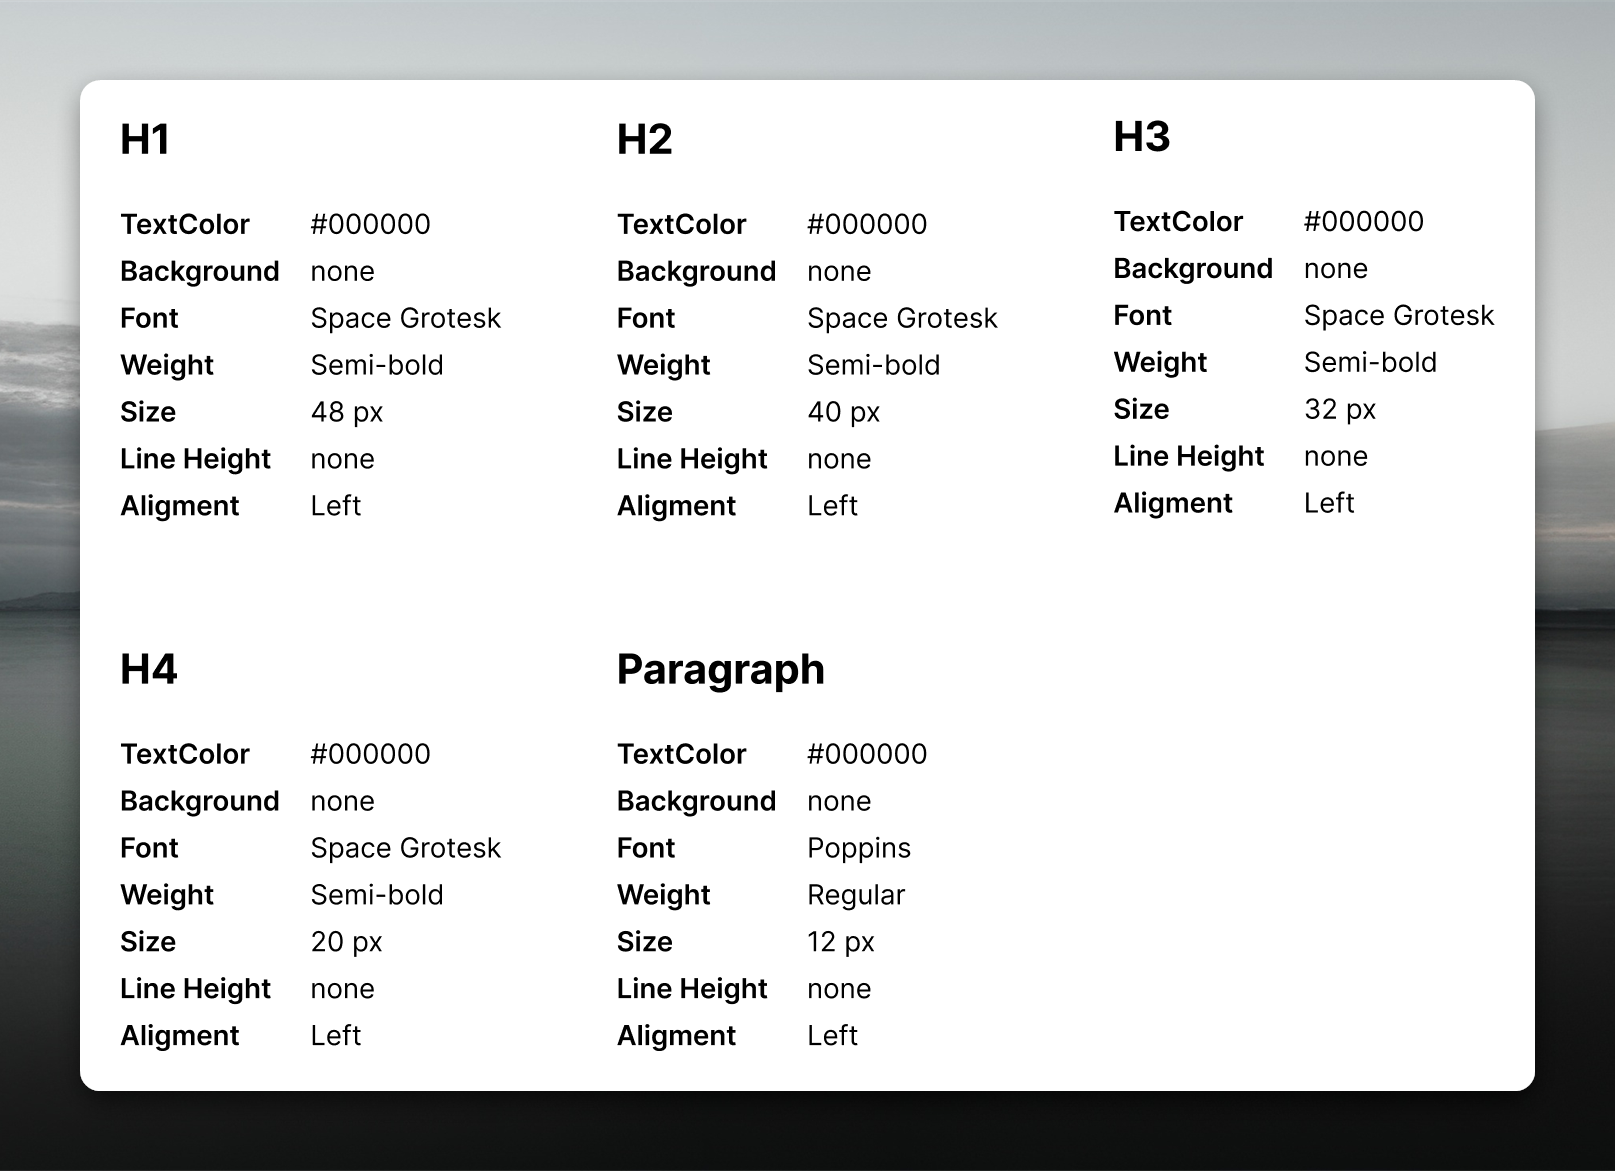 H1
TextColor #000000
Background none
Font Space Grotesk
Weight Semi-bold
Size 48 px
Line Height none
Aligment Left
H2
TextColor #000000
Background none
Font Space Grotesk
Weight Semi-bold
Size 40 px
Line Height none
Aligment Left
H3
TextColor #000000
Background none
Font Space Grotesk
Weight Semi-bold
Size 32 px
Line Height none
Aligment Left
H4
TextColor #000000
Background none
Font Space Grotesk
Weight Semi-bold
Size 20 px
Line Height none
Aligment Left
Paragraph
TextColor #000000
Background none
Font Poppins
Weight Regular
Size 12 px
Line Height none
Aligment Left